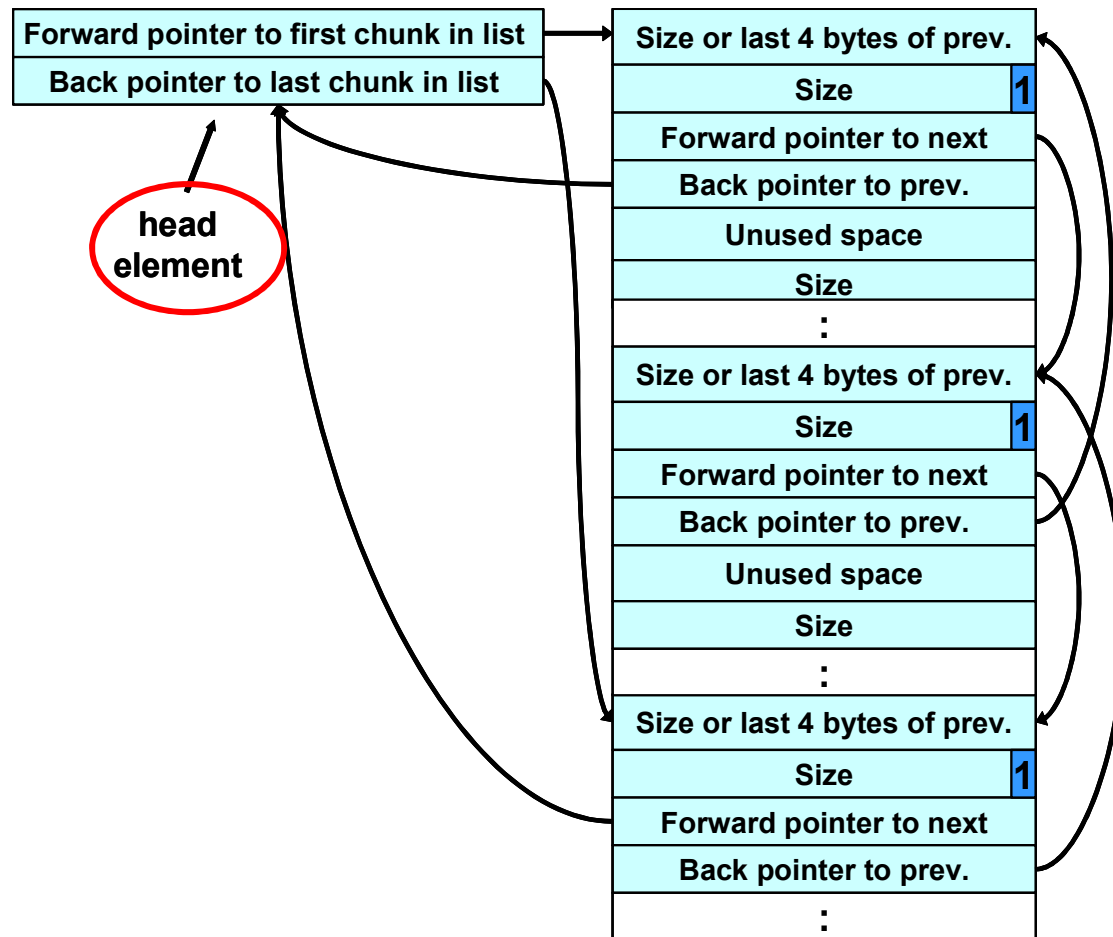 Forward pointer to first chunk in list
Back pointer to last chunk in list
head
element
Size or last 4 bytes of prev.
Size 1
Forward pointer to next
Back pointer to prev.
Unused space
Size
:
Size or last 4 bytes of prev.
Size 1
Forward pointer to next
Back pointer to prev.
Unused space
Size
:
Size or last 4 bytes of prev.
Size 1
Forward pointer to next
Back pointer to prev.
: